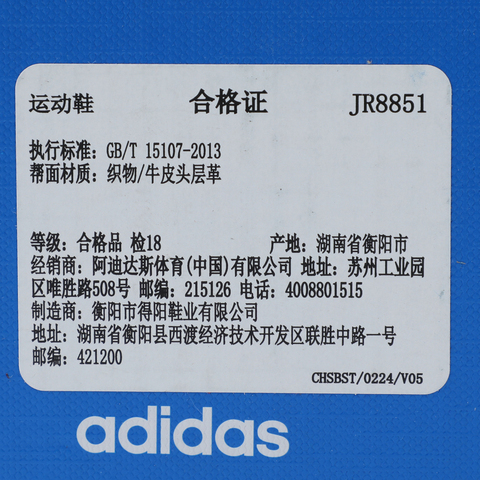 运动鞋 合格证 JR8851
执行标准: GB/T 15107-2013
帮面材质: 织物/牛皮头层革
等级: 合格品 检18 产地: 湖南省衡阳市
经销商: 阿迪达斯体育(中国)有限公司 地址: 苏州工业园
区唯胜路508号 邮编: 215126 电话: 4008801515
制造商: 衡阳市得阳鞋业有限公司
地址: 湖南省衡阳县西渡经济技术开发区联胜中路一号
邮编: 421200
CHSBST/0224/V05
adidas